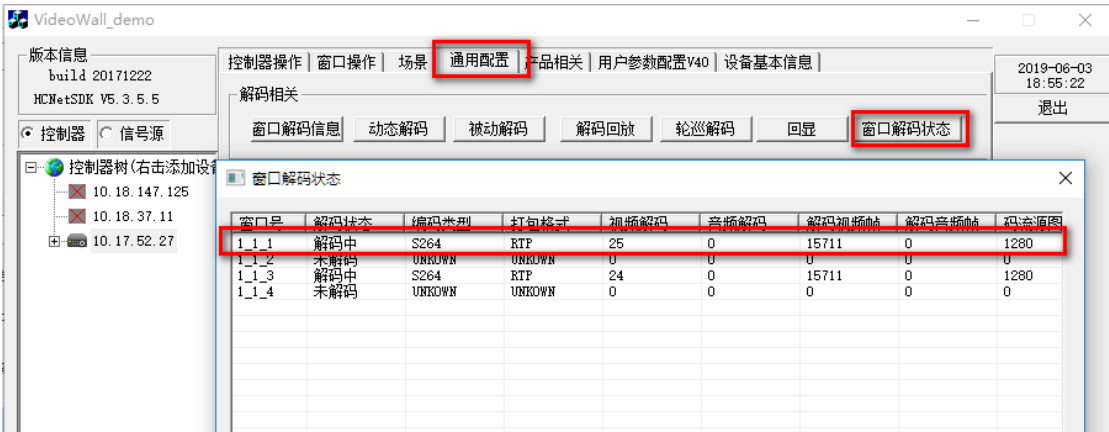 VideoWall_demo
版本信息
build 20171222
HCNetSDK V5.3.5.5
控制器 信号源
控制器树(右击添加设备
10.18.147.125
10.18.37.11
10.17.52.27
控制器操作 窗口操作 场景 通用配置 产品相关 用户参数配置V40 设备基本信息
解码相关
窗口解码信息 动态解码 被动解码 解码回放 轮巡解码 回显 窗口解码状态
2019-06-03
18:55:22
退出
窗口解码状态
窗口号 解码状态 编码类型 打包格式 视频解码 音频解码 解码视频帧 解码音频帧 码流源图
1_1_1 解码中 S264 RTP 25 0 15711 0 1280
1_1_2 未解码 UNKOWN UNKOWN 0 0 0 0 0
1_1_3 解码中 S264 RTP 24 0 15711 0 1280
1_1_4 未解码 UNKOWN UNKOWN 0 0 0 0 0